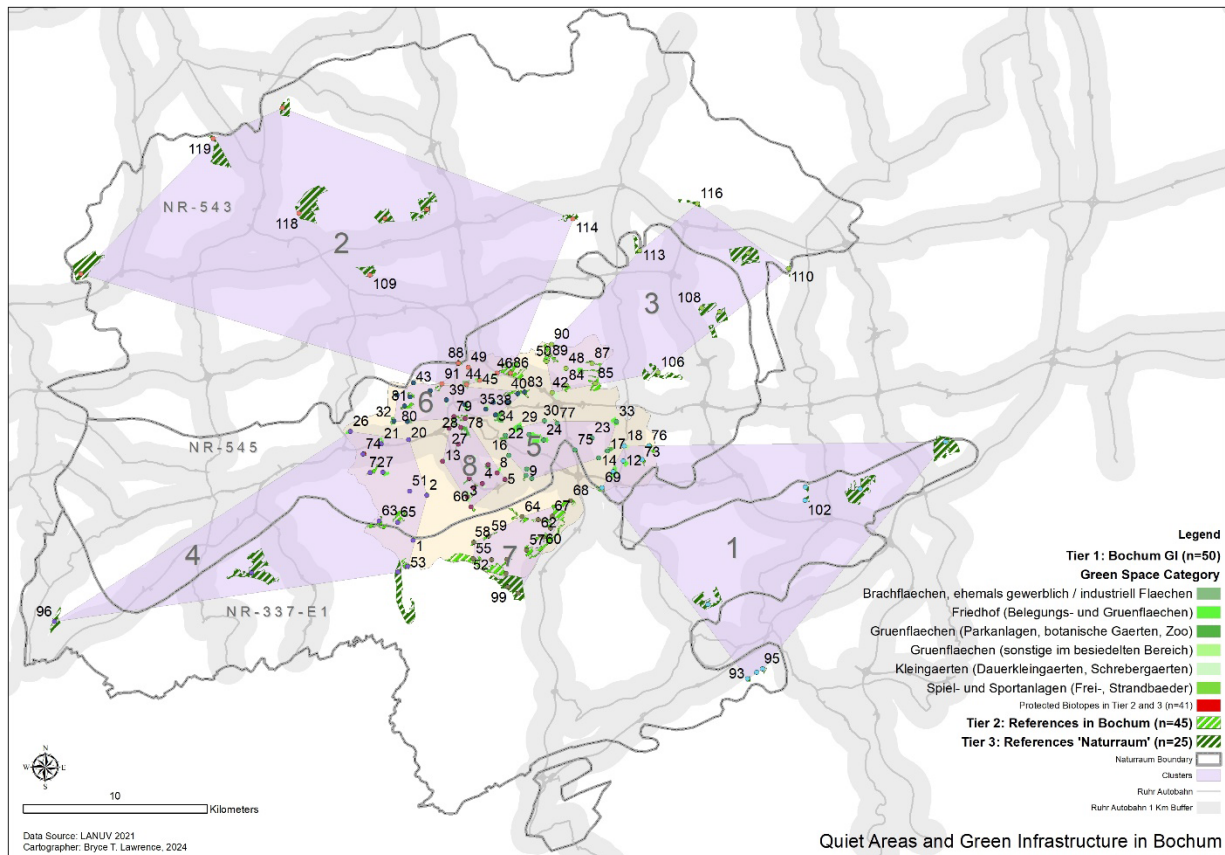 119
116
NR-543
118
114
2
113
109
110
3
108
90
88 49 50 89 87
46 86 48
43 91 44 45 84 85 106
81 39 40 83 42
6
32 80 79 35 38 34
26 28 78 29 30 77 33
21 20 22 24 23
NR-545
74 27 16 5 75 17 18 76
72 7 13 8 14 12 73
8 9 69
51 2 4 5
3 68 102
66 67
63 65 64
59 62
1 58 57 60
4 55 7 1
53 52
99
NR-337-E1
96
95
93
N
W E
S
10
Kilometers
Data Source: LANUV 2021
Cartographer: Bryce T. Lawrence, 2024
Legend
Tier 1: Bochum GI (n=50)
Green Space Category
Brachflaechen, ehemals gewerblich / industriell Flaechen
Friedhof (Belegungs- und Gruenflaechen)
Gruenflaechen (Parkanlagen, botanische Gaerten, Zoo)
Gruenflaechen (sonstige im besiedelten Bereich)
Kleingaerten (Dauerkleingaerten, Schrebergaerten)
Spiel- und Sportanlagen (Frei-, Strandbaeder)
Protected Biotopes in Tier 2 and 3 (n=41)
Tier 2: References in Bochum (n=45)
Tier 3: References 'Naturraum' (n=25)
Naturraum Boundary
Clusters
Ruhr Autobahn
Ruhr Autobahn 1 Km Buffer
Quiet Areas and Green Infrastructure in Bochum